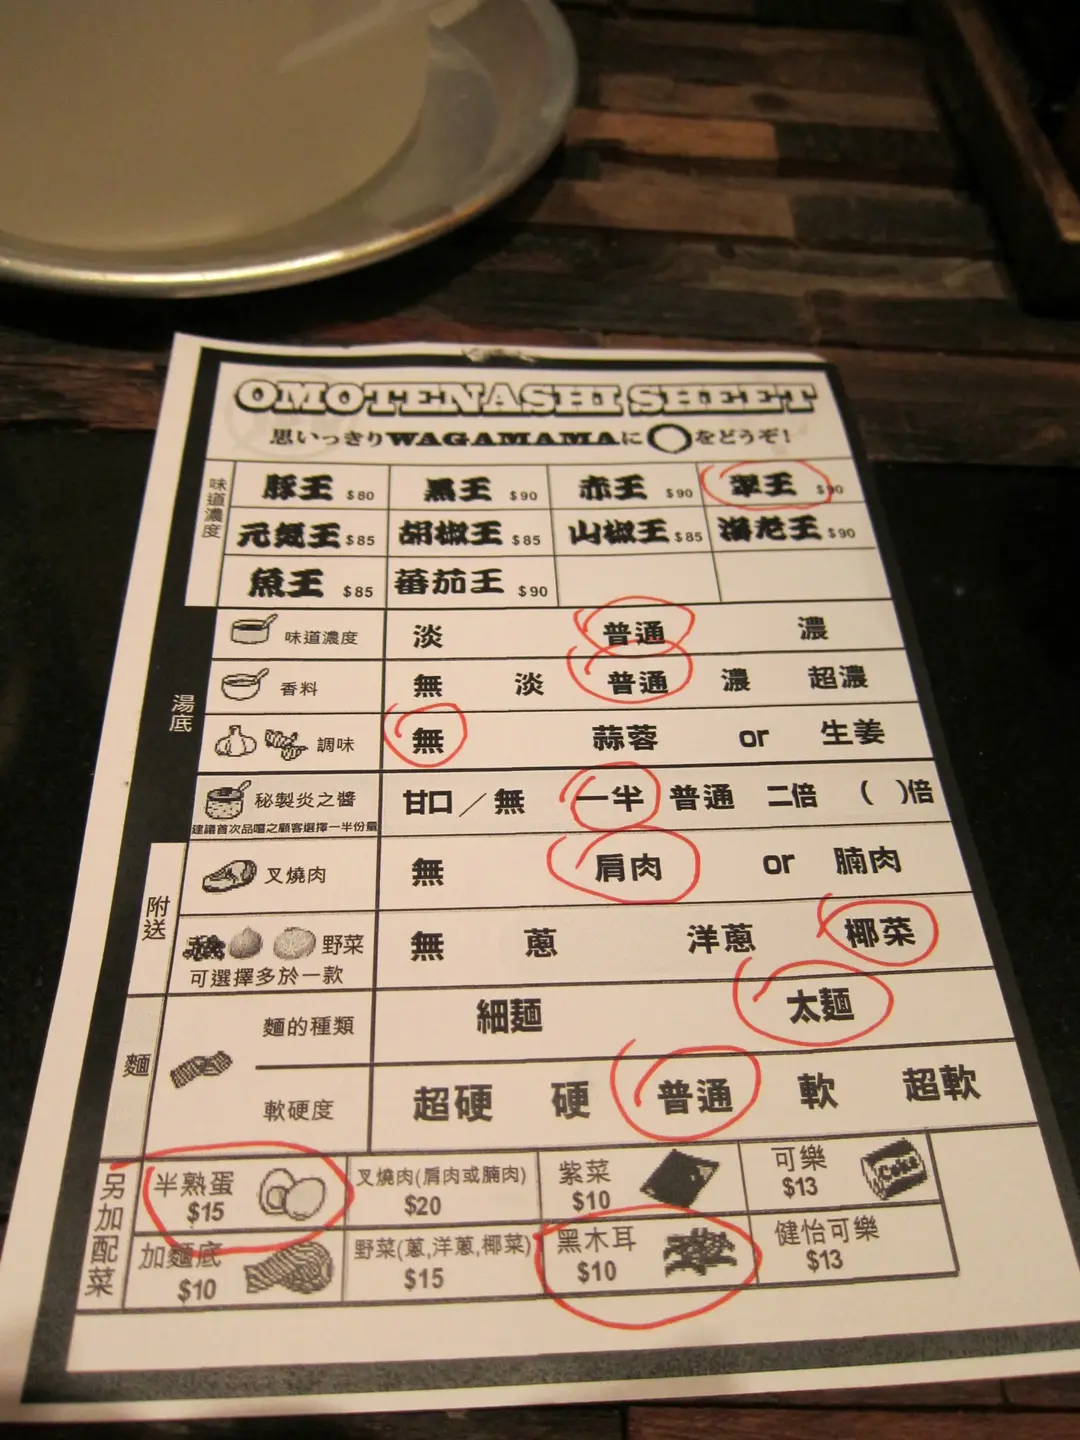 OMOTENASHI SHEET
思いっきりWAGAMAMAに◯をどうぞ!
味道濃度
豚王 $80 黒王 $90 赤王 $90 翠王 $90
元気王 $85 胡椒王 $85 山椒王 $85 海老王 $90
魚王 $85 蕃茄王 $90
湯底
味道濃度 淡 普通 濃
香料 無 淡 普通 濃 超濃
調味 無 蒜蓉 or 生姜
秘製炎之醬 甘口/無 一半 普通 二倍 ( )倍
建議首次品嚐之顧客選擇一半份量
附送
叉燒肉 無 肩肉 or 腩肉
野菜 無 蔥 洋蔥 椰菜
可選擇多於一款
麵
麵的種類 細麵 太麵
軟硬度 超硬 硬 普通 軟 超軟
另加配菜
半熟蛋 $15 叉燒肉(肩肉或腩肉) $20 紫菜 $10 可樂 $13 Coke
加麵底 $10 野菜(蔥,洋蔥,椰菜) $15 黑木耳 $10 健怡可樂 $13